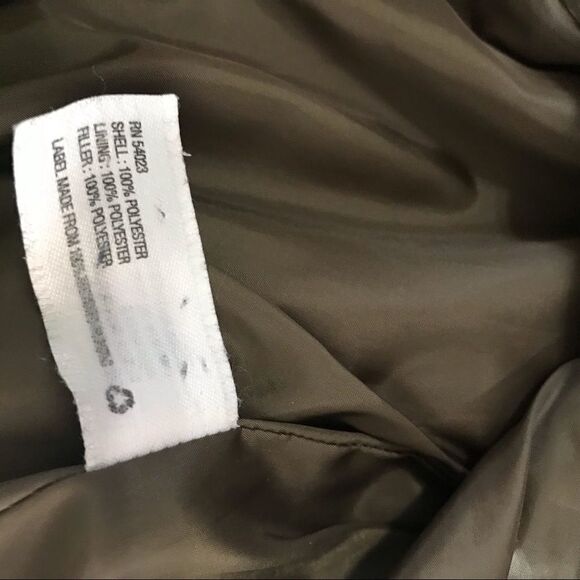 RN 54023
SHELL : 100% POLYESTER
LINING : 100% POLYESTER
FILLER : 100% POLYESTER
LABEL MADE FROM